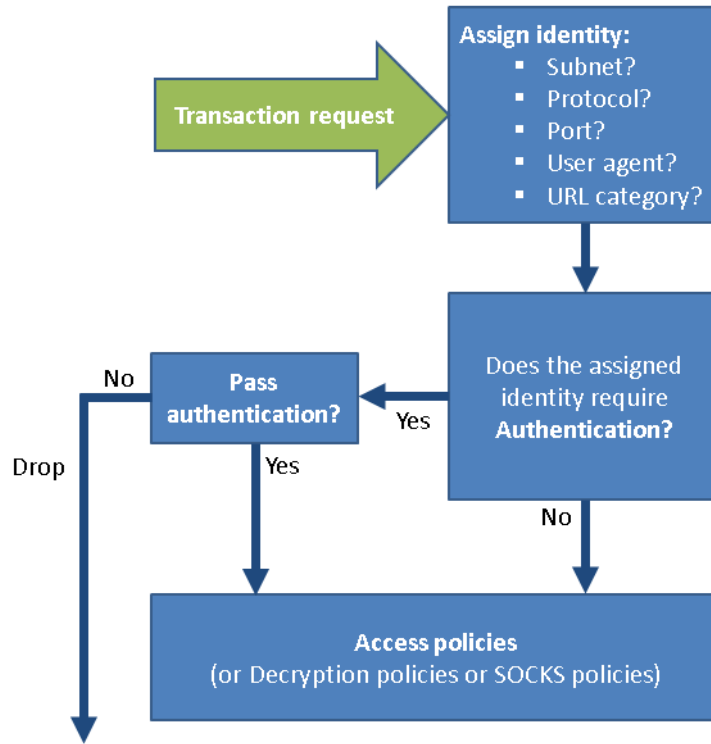 Transaction request
Assign identity:
▪ Subnet?
▪ Protocol?
▪ Port?
▪ User agent?
▪ URL category?
Does the assigned
identity require
Authentication?
Yes
No
Pass
authentication?
No
Drop
Yes
Access policies
(or Decryption policies or SOCKS policies)